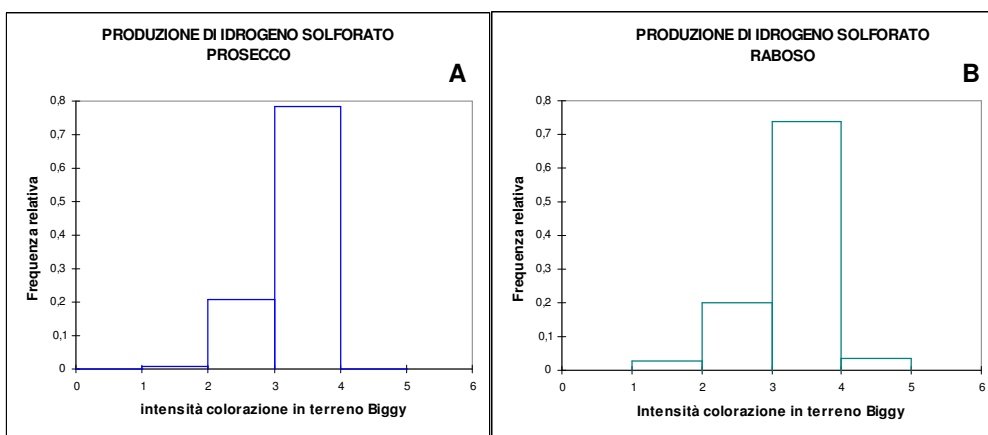 PRODUZIONE DI IDROGENO SOLFORATO
PROSECCO
A
0,8
0,7
0,6
0,5
0,4
0,3
0,2
0,1
0
Frequenza relativa
0 1 2 3 4 5 6
intensità colorazione in terreno Biggy
PRODUZIONE DI IDROGENO SOLFORATO
RABOSO
B
0,8
0,7
0,6
0,5
0,4
0,3
0,2
0,1
0
Frequenza relativa
0 1 2 3 4 5 6
Intensità colorazione in terreno Biggy